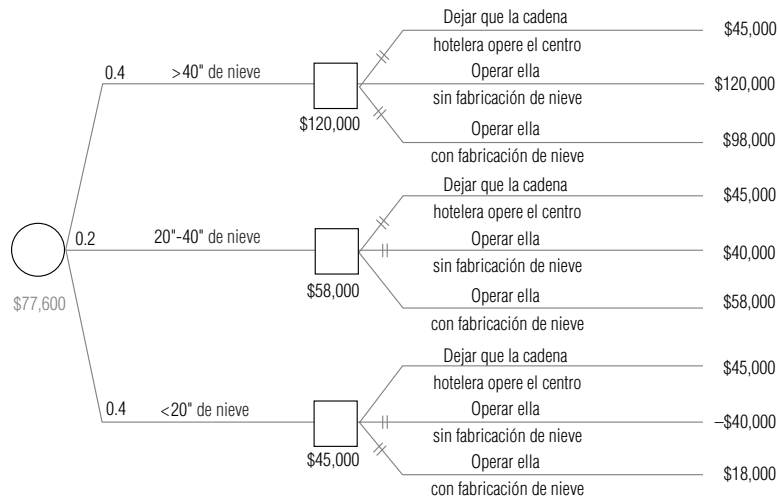 Dejar que la cadena
$45,000
hotelera opere el centro
0.4
>40" de nieve
Operar ella
$120,000
sin fabricación de nieve
$120,000
Operar ella
$98,000
con fabricación de nieve
Dejar que la cadena
$45,000
hotelera opere el centro
0.2
20"-40" de nieve
Operar ella
$40,000
sin fabricación de nieve
$58,000
Operar ella
$58,000
con fabricación de nieve
$77,600
Dejar que la cadena
$45,000
hotelera opere el centro
0.4
<20" de nieve
Operar ella
–$40,000
sin fabricación de nieve
$45,000
Operar ella
$18,000
con fabricación de nieve